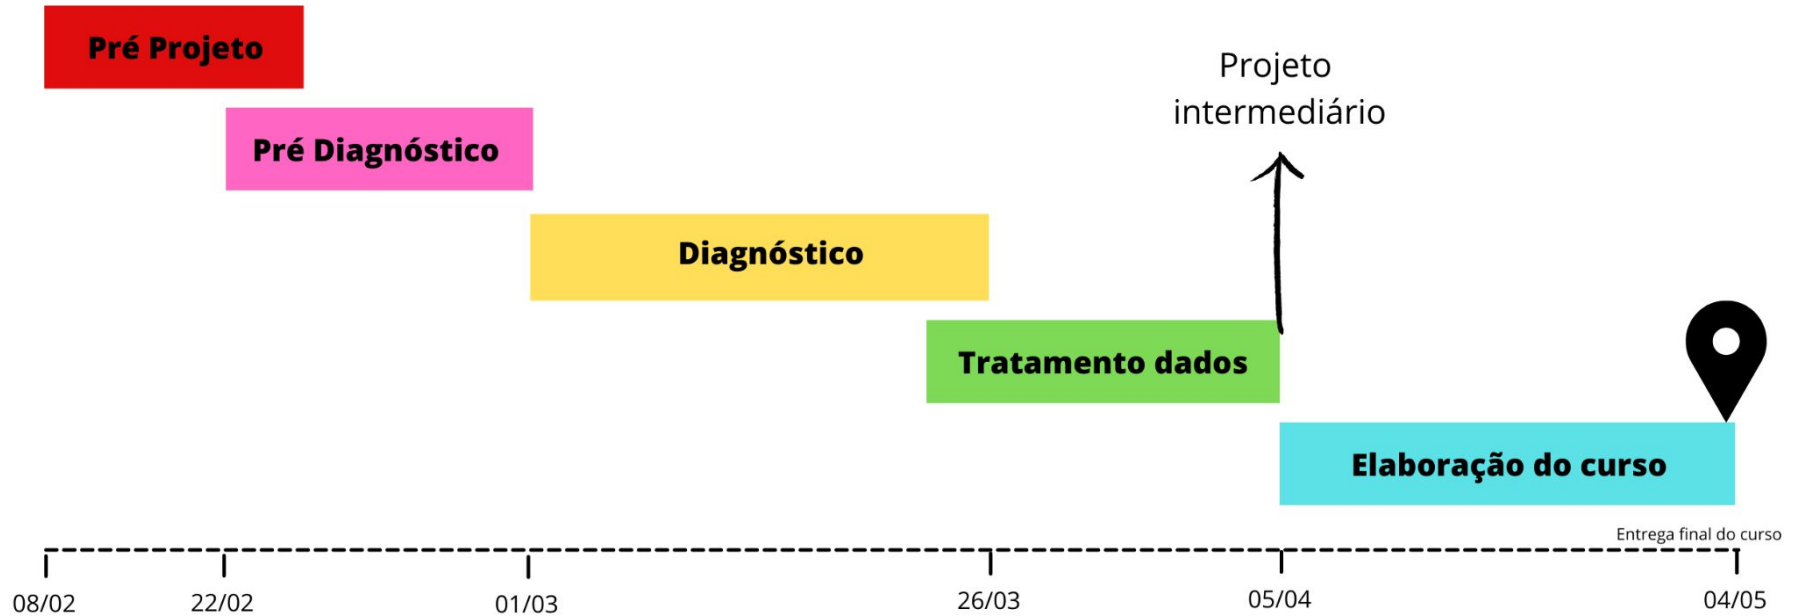 Pré Projeto
Projeto
intermediário
Pré Diagnóstico
Diagnóstico
Tratamento dados
Elaboração do curso
Entrega final do curso
08/02
22/02
01/03
26/03
05/04
04/05